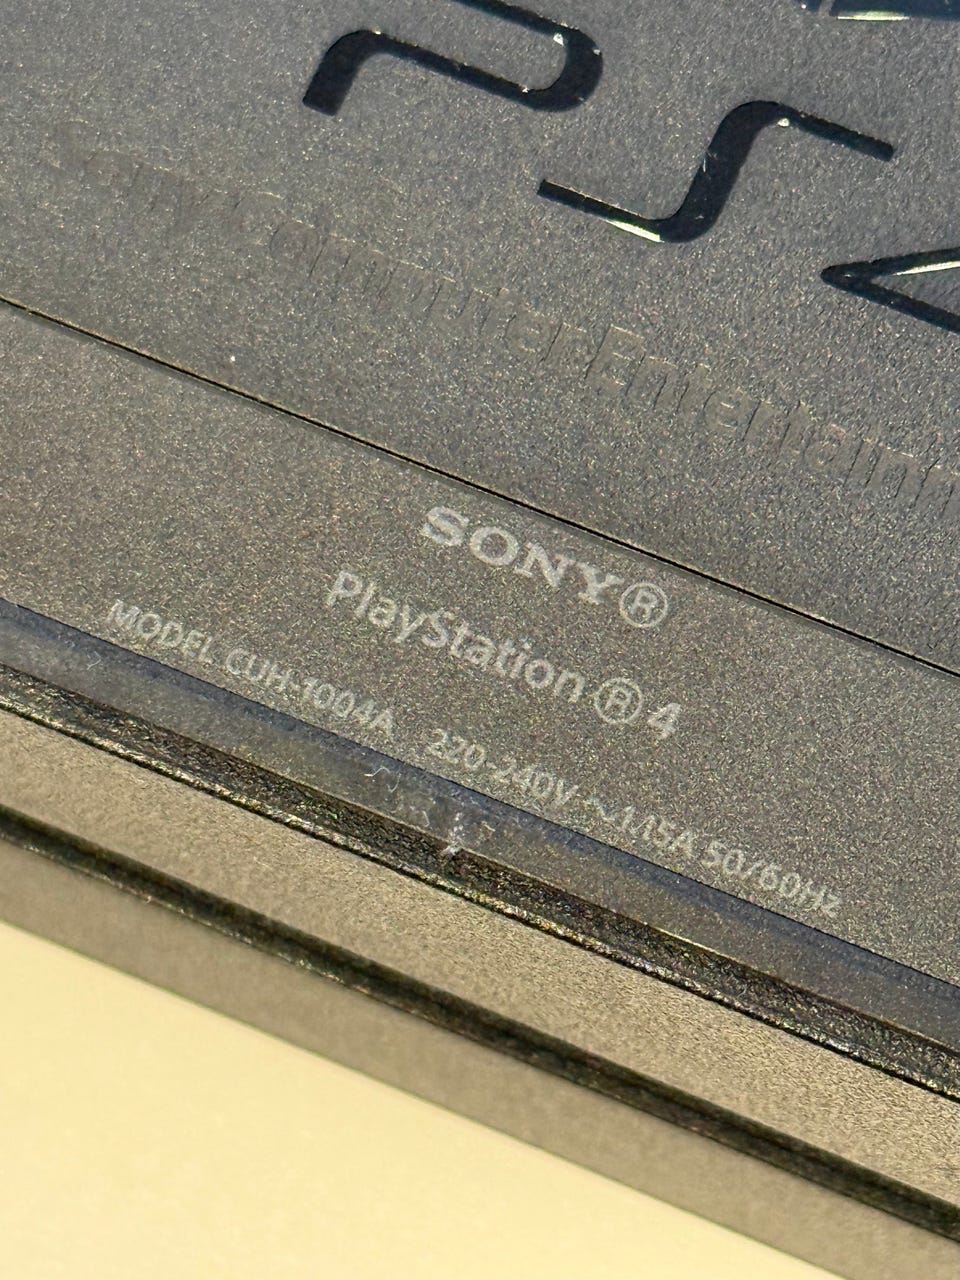 PS4
Sony Computer Entertainm
SONY®
PlayStation®4
MODEL CUH-1004A 220-240V ~1.15A 50/60Hz